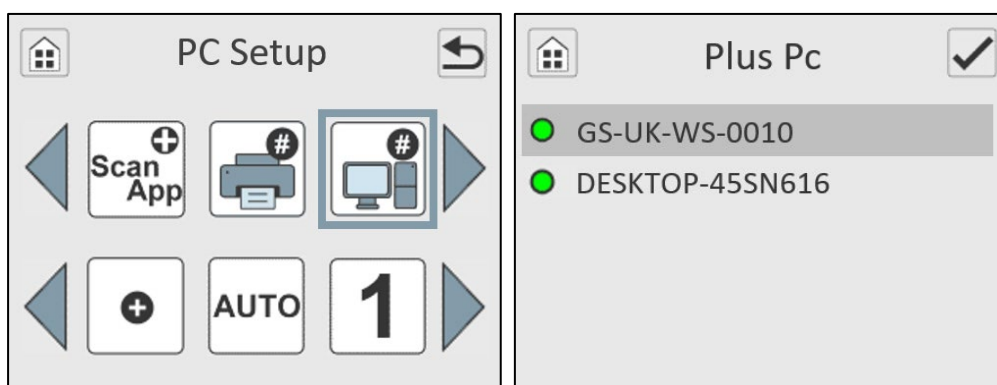 PC Setup
Scan
App
#
#
AUTO
1
Plus Pc
GS-UK-WS-0010
DESKTOP-45SN616